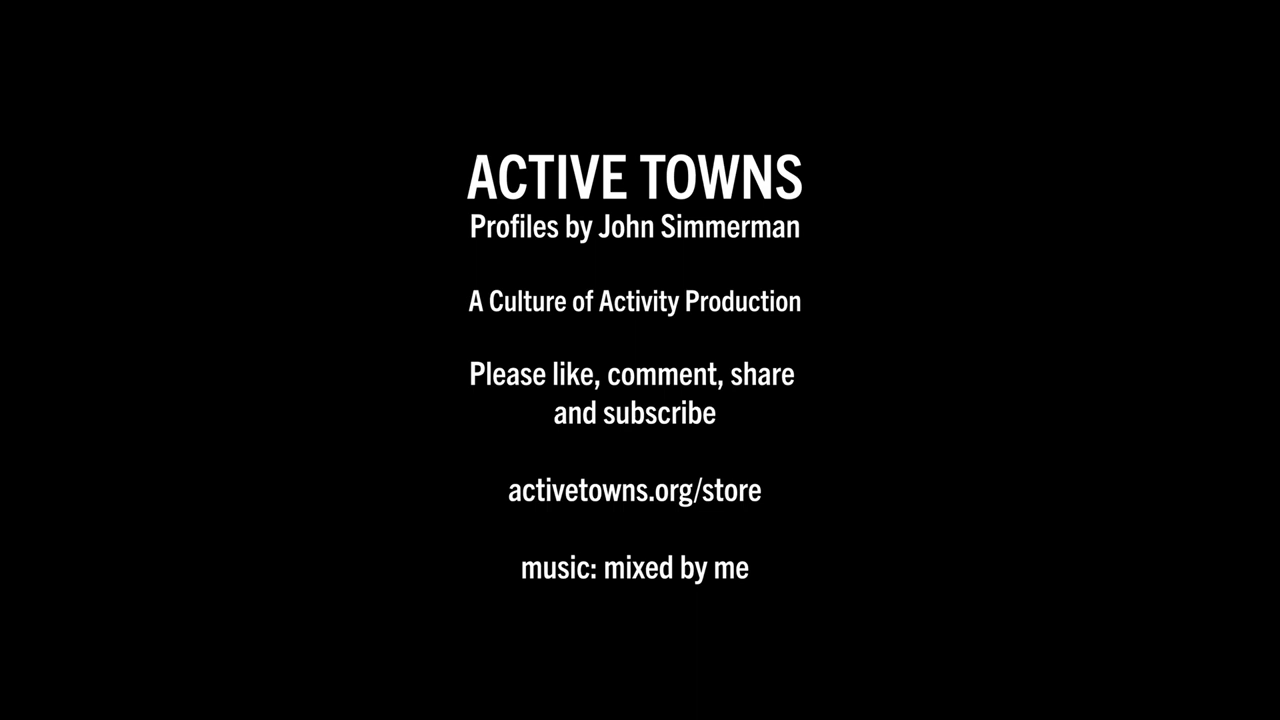 ACTIVE TOWNS
Profiles by John Simmerman
A Culture of Activity Production
Please like, comment, share
and subscribe
activetowns.org/store
music: mixed by me